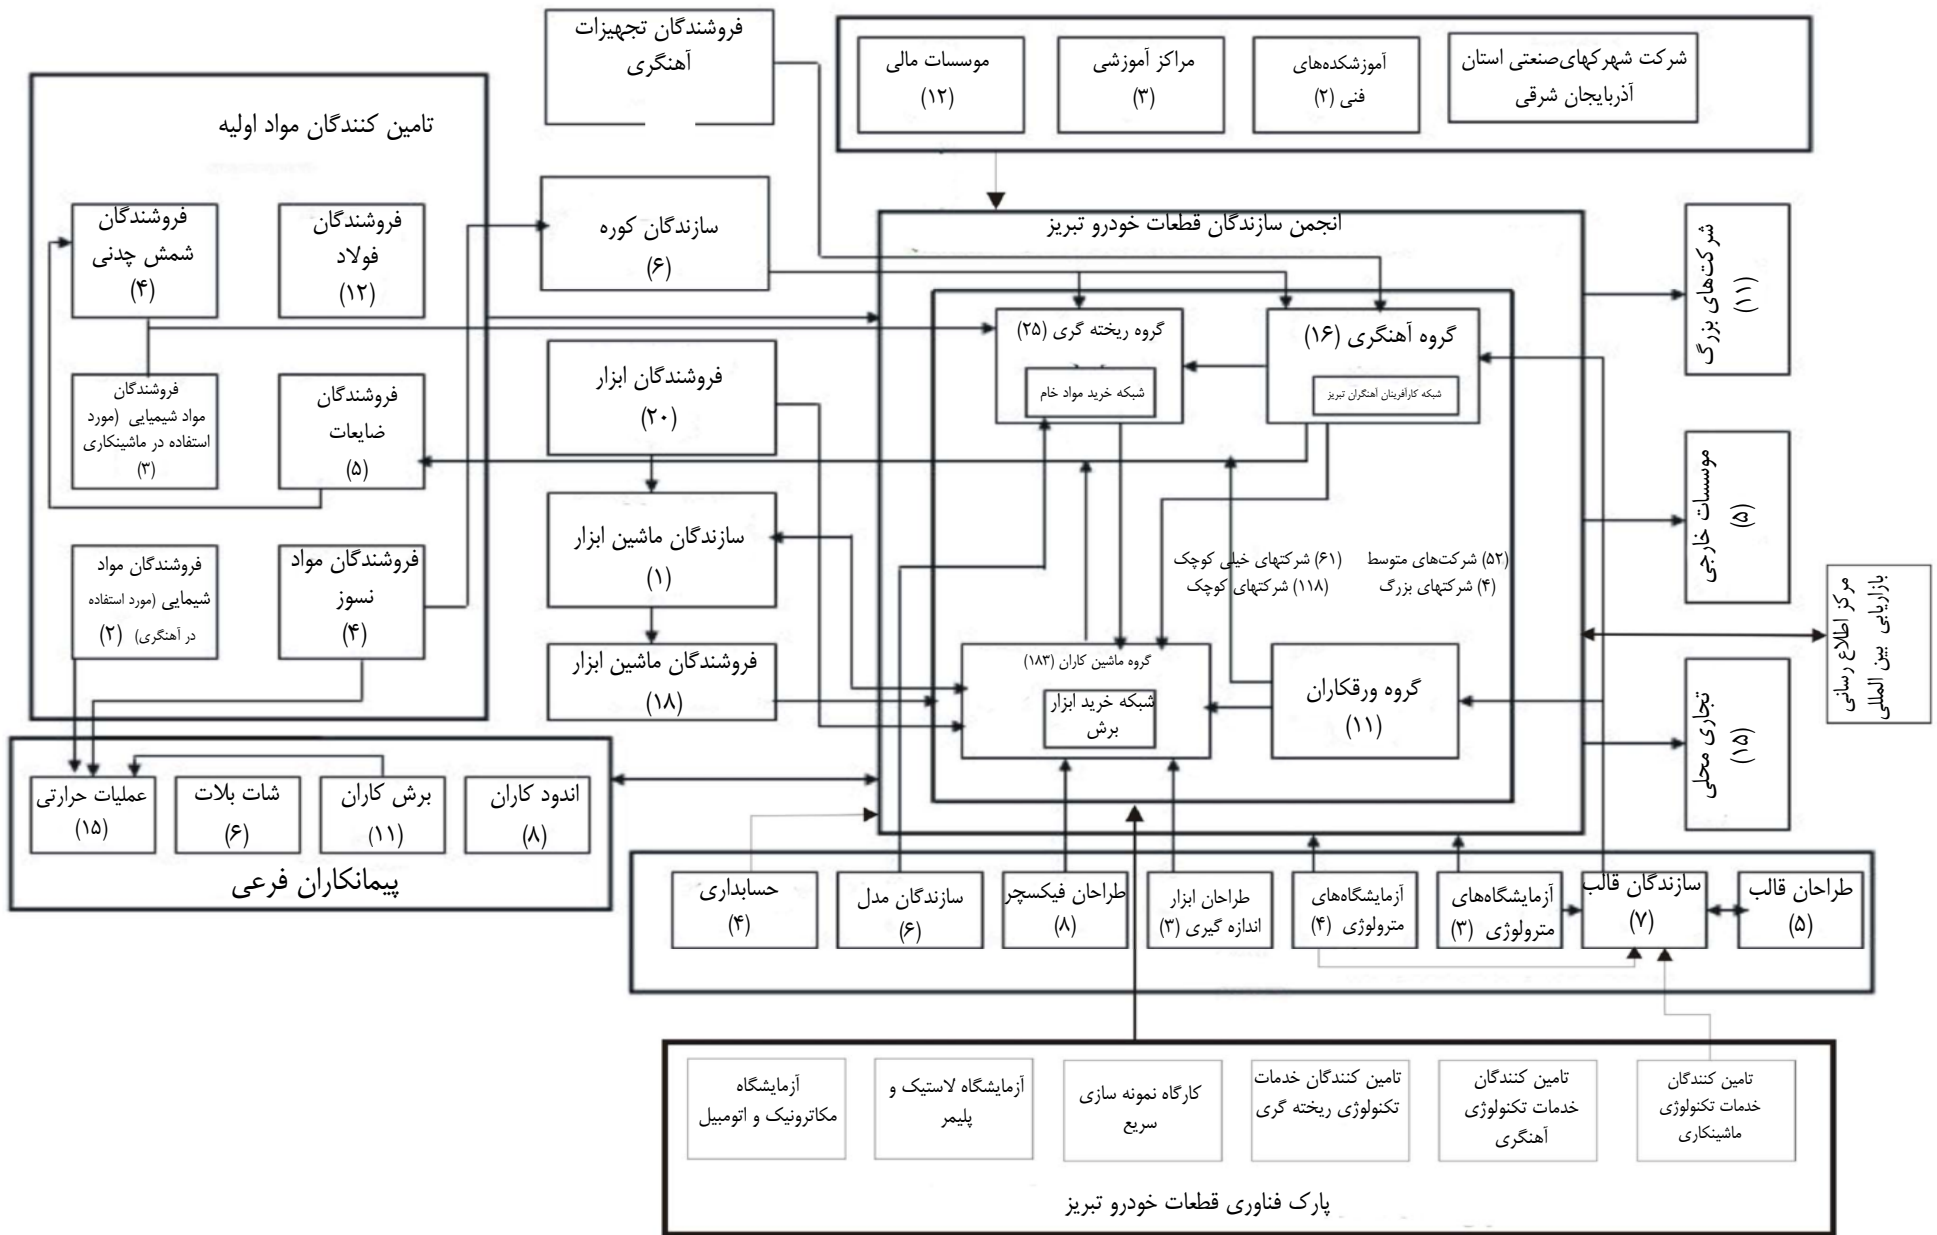 فروشندگان تجهیزات
آهنگری
موسسات مالی
(۱۲)
مراکز آموزشی
(۳)
آموزشکده‌های
فنی (۲)
شرکت شهرکهای‌صنعتی استان
آذربایجان شرقی
تامین کنندگان مواد اولیه
فروشندگان
شمش چدنی
(۴)
فروشندگان
فولاد
(۱۲)
فروشندگان
مواد شیمیایی (مورد
استفاده در ماشینکاری
(۳)
فروشندگان
ضایعات
(۵)
فروشندگان مواد
شیمایی (مورد استفاده
در آهنگری) (۲)
فروشندگان مواد
نسوز
(۴)
سازندگان کوره
(۶)
فروشندگان ابزار
(۲۰)
سازندگان ماشین ابزار
(۱)
فروشندگان ماشین ابزار
(۱۸)
انجمن سازندگان قطعات خودرو تبریز
گروه ریخته گری (۲۵)
شبکه خرید مواد خام
گروه آهنگری (۱۶)
شبکه کارآفرینان آهنگران تبریز
(۶۱) شرکتهای خیلی کوچک
(۱۱۸) شرکتهای کوچک
(۵۲) شرکت‌های متوسط
(۴) شرکتهای بزرگ
گروه ماشین کاران (۱۸۳)
شبکه خرید ابزار
برش
گروه ورقکاران
(۱۱)
شرکت‌های بزرگ
(۱۱)
موسسات خارجی
(۵)
تجاری محلی
(۱۵)
مرکز اطلاع رسانی
بازاریابی بین المللی
عملیات حرارتی
(۱۵)
شات بلات
(۶)
برش کاران
(۱۱)
اندود کاران
(۸)
پیمانکاران فرعی
حسابداری
(۴)
سازندگان مدل
(۶)
طراحان فیکسچر
(۸)
طراحان ابزار
اندازه گیری (۳)
آزمایشگاه‌های
مترولوژی (۴)
آزمایشگاه‌های
مترولوژی (۳)
سازندگان قالب
(۷)
طراحان قالب
(۵)
آزمایشگاه
مکاترونیک و اتومبیل
آزمایشگاه لاستیک و
پلیمر
کارگاه نمونه سازی
سریع
تامین کنندگان خدمات
تکنولوژی ریخته گری
تامین کنندگان
خدمات تکنولوژی
آهنگری
تامین کنندگان
خدمات تکنولوژی
ماشینکاری
پارک فناوری قطعات خودرو تبریز